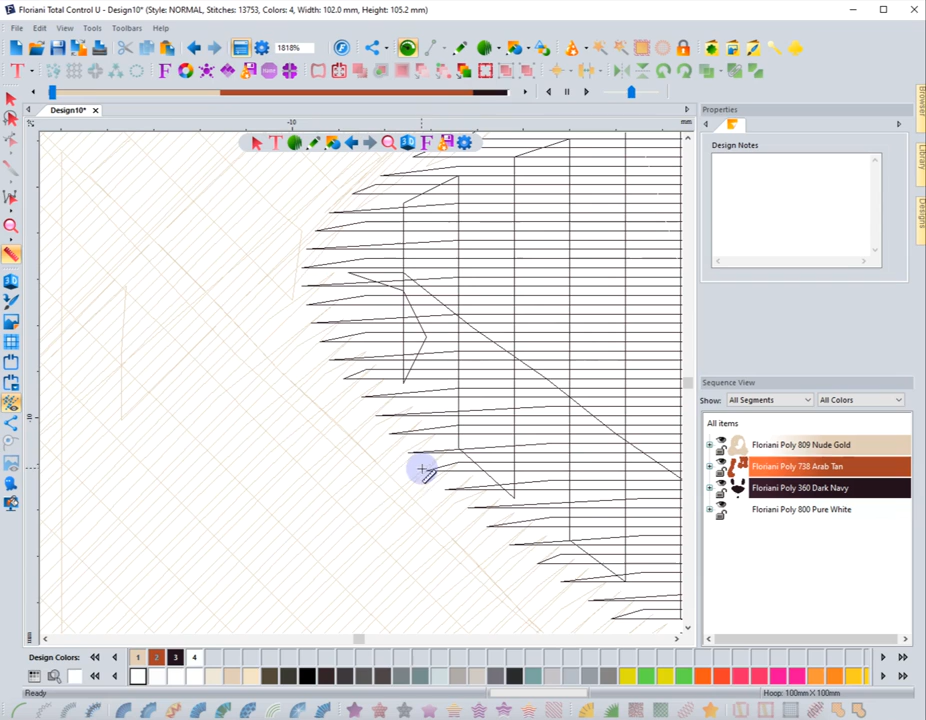 Floriani Total Control U - Design10* (Style: NORMAL, Stitches: 13753, Colors: 4, Width: 102.0 mm, Height: 105.2 mm)
File Edit View Tools Toolbars Help
1818%
Design10*
Properties
% -10 mm
Design Notes
Browser
Library
Designs
-10
Sequence View
Show: All Segments All Colors
All items
Floriani Poly 809 Nude Gold
Floriani Poly 738 Arab Tan
Floriani Poly 360 Dark Navy
Floriani Poly 800 Pure White
mm
Design Colors: 1 2 3 4
Ready Hoop: 100mm X 100mm